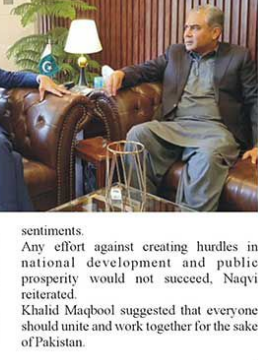 sentiments.
Any effort against creating hurdles in
national development and public
prosperity would not succeed, Naqvi
reiterated.
Khalid Maqbool suggested that everyone
should unite and work together for the sake
of Pakistan.